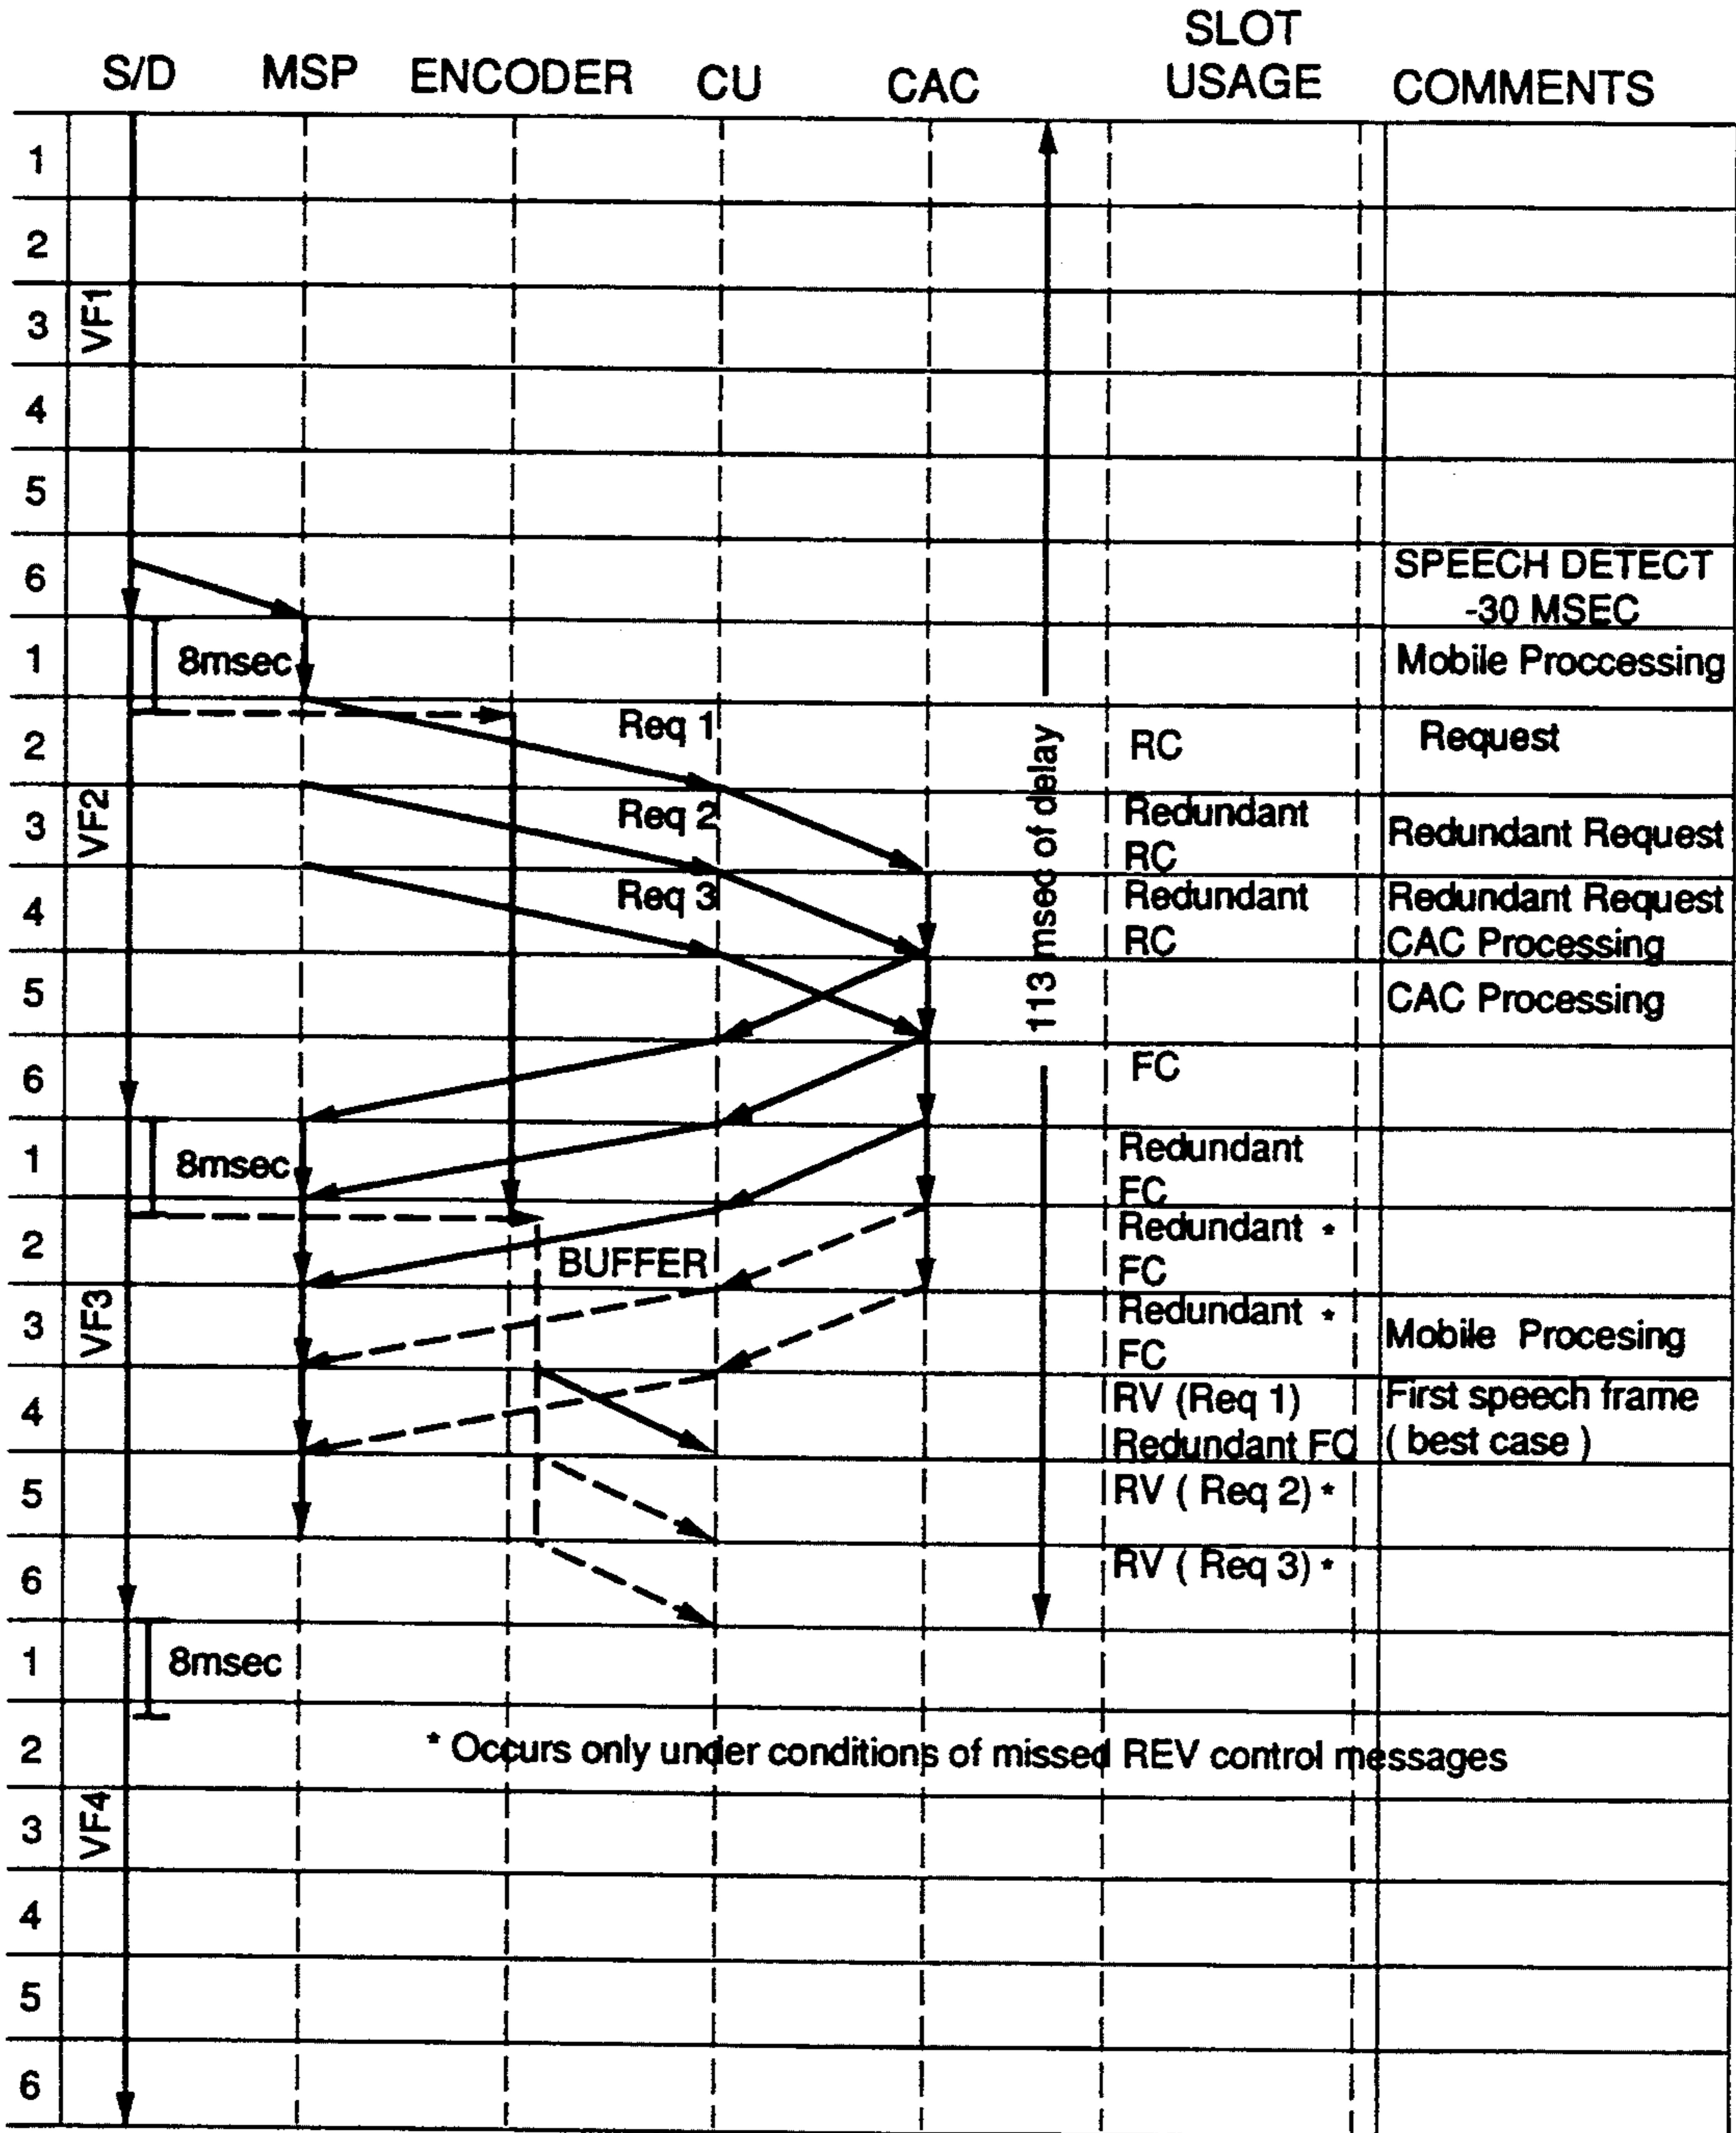 SLOT
S/D MSP ENCODER CU CAC USAGE COMMENTS
1
2
VF1
3
4
5
6 SPEECH DETECT
-30 MSEC
1 8msec Mobile Proccessing
2 Req 1 RC Request
VF2
113 msec of delay
3 Req 2 Redundant Redundant Request
RC
4 Req 3 Redundant Redundant Request
RC CAC Processing
5 CAC Processing
6 FC
1 8msec Redundant
FC
2 Redundant *
BUFFER FC
VF3
3 Redundant * Mobile Procesing
FC
4 RV (Req 1) First speech frame
Redundant FC ( best case )
5 RV ( Req 2) *
6 RV ( Req 3) *
1 8msec
2 * Occurs only under conditions of missed REV control messages
VF4
3
4
5
6